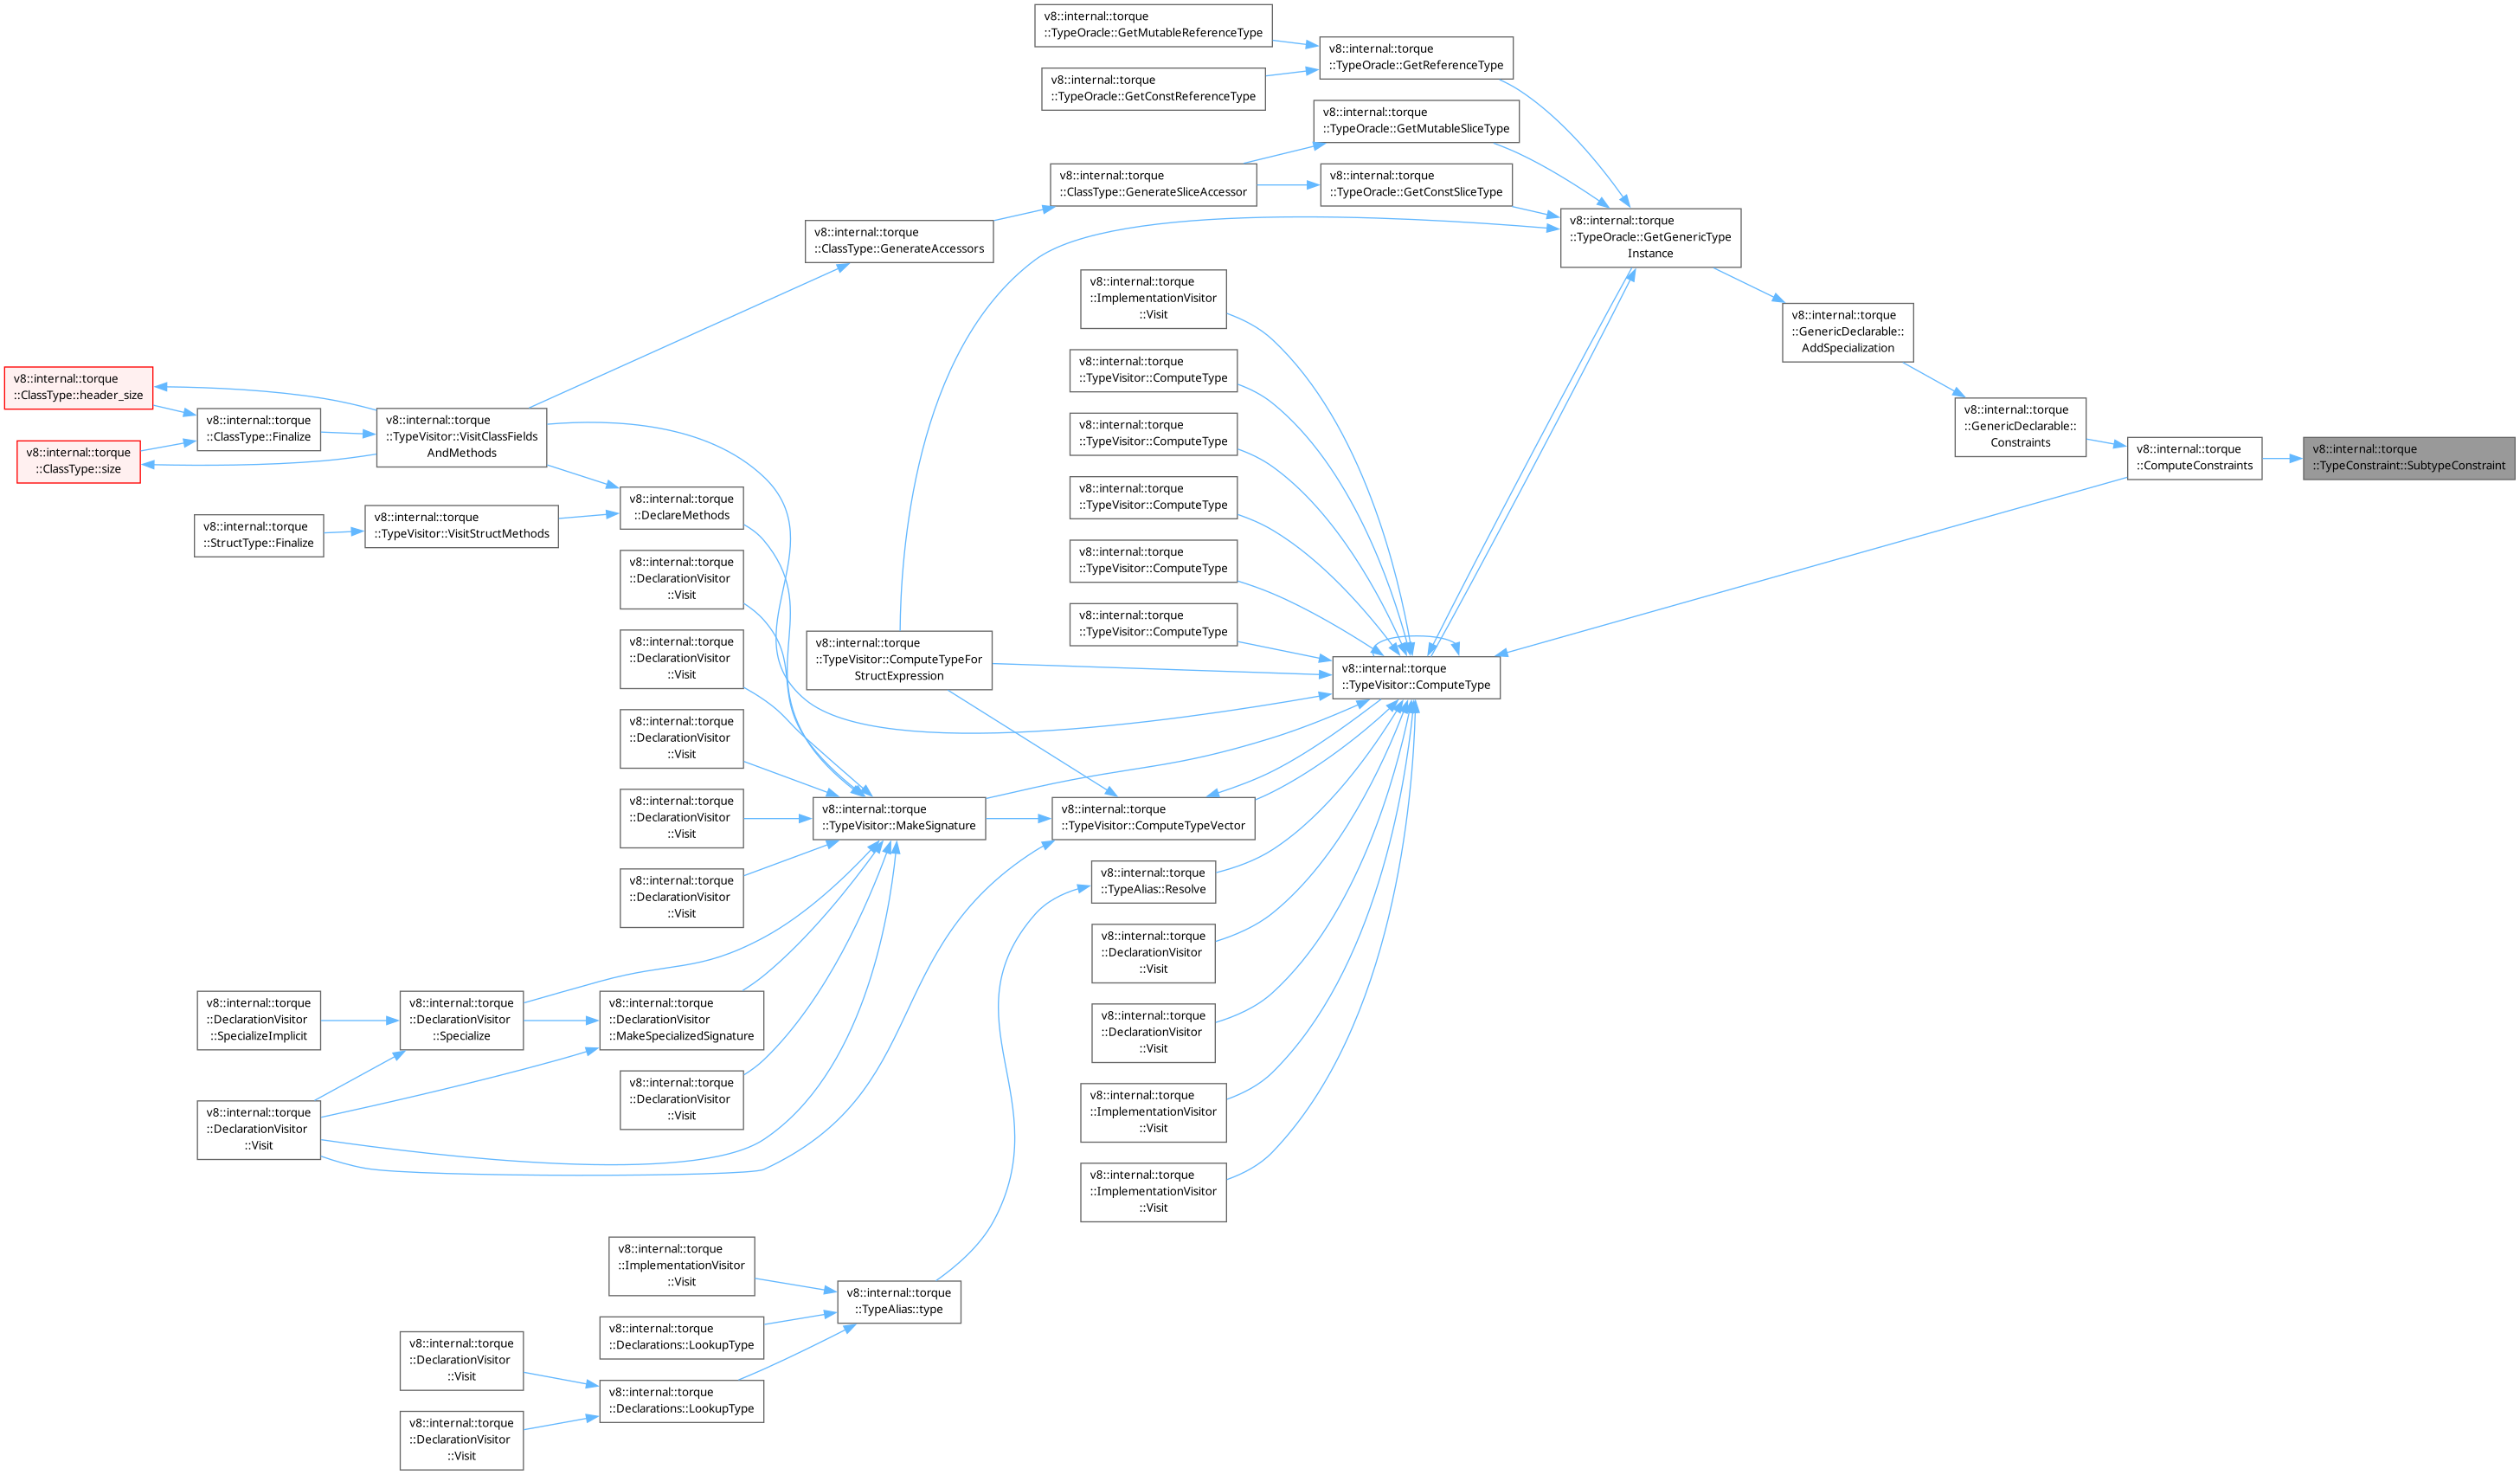 v8::internal::torque
::TypeOracle::GetMutableReferenceType
v8::internal::torque
::TypeOracle::GetReferenceType
v8::internal::torque
::TypeOracle::GetConstReferenceType
v8::internal::torque
::TypeOracle::GetMutableSliceType
v8::internal::torque
::ClassType::GenerateSliceAccessor
v8::internal::torque
::TypeOracle::GetConstSliceType
v8::internal::torque
::ClassType::GenerateAccessors
v8::internal::torque
::TypeOracle::GetGenericType
Instance
v8::internal::torque
::ImplementationVisitor
::Visit
v8::internal::torque
::GenericDeclarable::
AddSpecialization
v8::internal::torque
::TypeVisitor::ComputeType
v8::internal::torque
::ClassType::header_size
v8::internal::torque
::ClassType::Finalize
v8::internal::torque
::TypeVisitor::VisitClassFields
AndMethods
v8::internal::torque
::TypeVisitor::ComputeType
v8::internal::torque
::GenericDeclarable::
Constraints
v8::internal::torque
::ClassType::size
v8::internal::torque
::ComputeConstraints
v8::internal::torque
::TypeConstraint::SubtypeConstraint
v8::internal::torque
::DeclareMethods
v8::internal::torque
::TypeVisitor::ComputeType
v8::internal::torque
::StructType::Finalize
v8::internal::torque
::TypeVisitor::VisitStructMethods
v8::internal::torque
::DeclarationVisitor
::Visit
v8::internal::torque
::TypeVisitor::ComputeType
v8::internal::torque
::TypeVisitor::ComputeType
v8::internal::torque
::DeclarationVisitor
::Visit
v8::internal::torque
::TypeVisitor::ComputeTypeFor
StructExpression
v8::internal::torque
::TypeVisitor::ComputeType
v8::internal::torque
::DeclarationVisitor
::Visit
v8::internal::torque
::DeclarationVisitor
::Visit
v8::internal::torque
::TypeVisitor::MakeSignature
v8::internal::torque
::TypeVisitor::ComputeTypeVector
v8::internal::torque
::DeclarationVisitor
::Visit
v8::internal::torque
::TypeAlias::Resolve
v8::internal::torque
::DeclarationVisitor
::Visit
v8::internal::torque
::DeclarationVisitor
::SpecializeImplicit
v8::internal::torque
::DeclarationVisitor
::Specialize
v8::internal::torque
::DeclarationVisitor
::MakeSpecializedSignature
v8::internal::torque
::DeclarationVisitor
::Visit
v8::internal::torque
::DeclarationVisitor
::Visit
v8::internal::torque
::DeclarationVisitor
::Visit
v8::internal::torque
::ImplementationVisitor
::Visit
v8::internal::torque
::ImplementationVisitor
::Visit
v8::internal::torque
::ImplementationVisitor
::Visit
v8::internal::torque
::TypeAlias::type
v8::internal::torque
::Declarations::LookupType
v8::internal::torque
::DeclarationVisitor
::Visit
v8::internal::torque
::Declarations::LookupType
v8::internal::torque
::DeclarationVisitor
::Visit